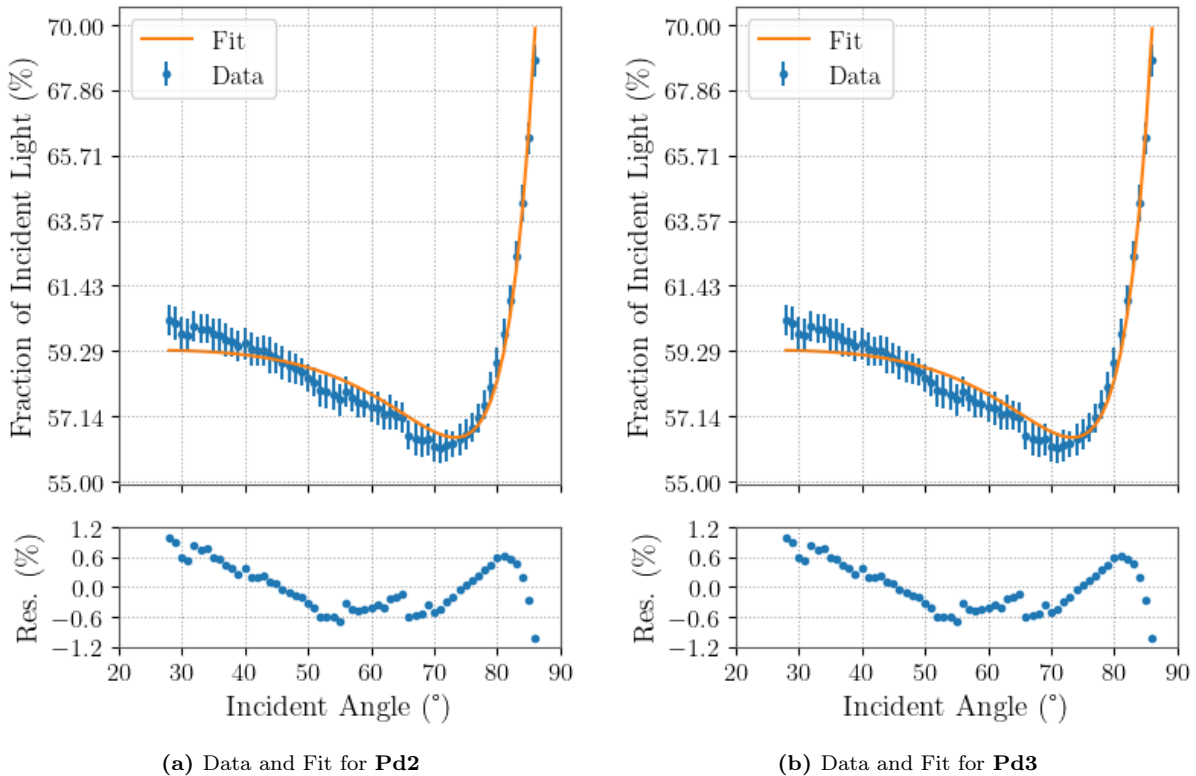 Fraction of Incident Light (%)
70.00
67.86
65.71
63.57
61.43
59.29
57.14
55.00
Fit
Data
Res. (%)
1.2
0.6
0.0
−0.6
−1.2
20 30 40 50 60 70 80 90
Incident Angle (°)
(a) Data and Fit for Pd2
Fraction of Incident Light (%)
70.00
67.86
65.71
63.57
61.43
59.29
57.14
55.00
Fit
Data
Res. (%)
1.2
0.6
0.0
−0.6
−1.2
20 30 40 50 60 70 80 90
Incident Angle (°)
(b) Data and Fit for Pd3